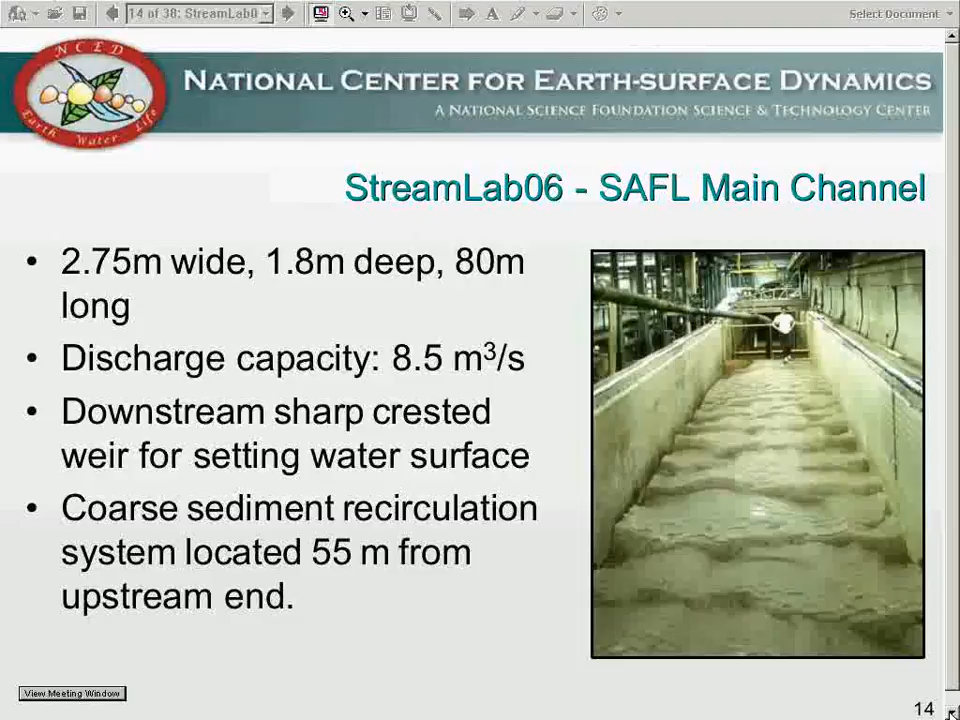 14 of 38: StreamLab0
Select Document
NCED
Earth Water Life
NATIONAL CENTER FOR EARTH-SURFACE DYNAMICS
A NATIONAL SCIENCE FOUNDATION SCIENCE & TECHNOLOGY CENTER
StreamLab06 - SAFL Main Channel
• 2.75m wide, 1.8m deep, 80m
long
• Discharge capacity: 8.5 m³/s
• Downstream sharp crested
weir for setting water surface
• Coarse sediment recirculation
system located 55 m from
upstream end.
View Meeting Window
14